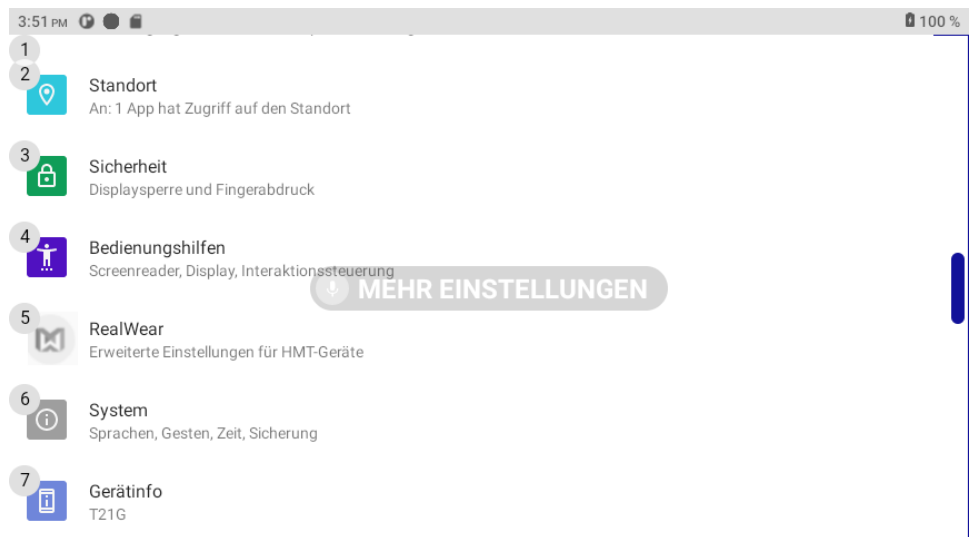 3:51 PM
100 %
1
2
Standort
An: 1 App hat Zugriff auf den Standort
3
Sicherheit
Displaysperre und Fingerabdruck
4
Bedienungshilfen
Screenreader, Display, Interaktionssteuerung
MEHR EINSTELLUNGEN
5
RealWear
Erweiterte Einstellungen für HMT-Geräte
6
System
Sprachen, Gesten, Zeit, Sicherung
7
Gerätinfo
T21G